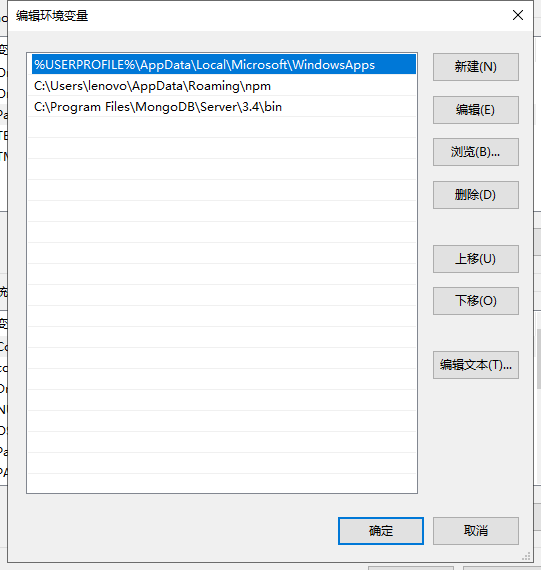 编辑环境变量
%USERPROFILE%\AppData\Local\Microsoft\WindowsApps
C:\Users\lenovo\AppData\Roaming\npm
C:\Program Files\MongoDB\Server\3.4\bin
新建(N)
编辑(E)
浏览(B)...
删除(D)
上移(U)
下移(O)
编辑文本(T)...
确定
取消